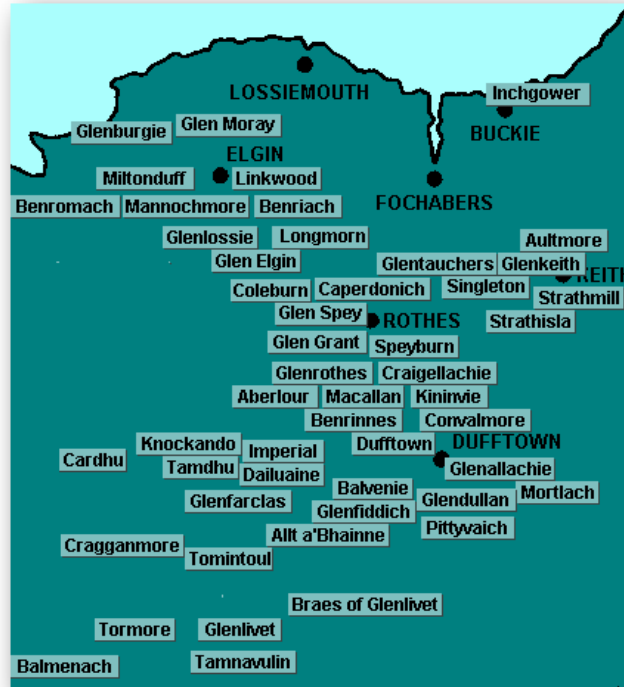 Inchgower
LOSSIEMOUTH
BUCKIE
Glenburgie
Glen Moray
ELGIN
Miltonduff
Linkwood
FOCHABERS
Benromach
Mannochmore
Benriach
Glenlossie
Longmorn
Aultmore
Glen Elgin
Glentauchers
Glenkeith
KEITH
Coleburn
Caperdonich
Singleton
Strathmill
Glen Spey
ROTHES
Strathisla
Glen Grant
Speyburn
Glenrothes
Craigellachie
Aberlour
Macallan
Kininvie
Benrinnes
Convalmore
Knockando
Imperial
Dufftown
DUFFTOWN
Cardhu
Tamdhu
Dailuaine
Glenallachie
Balvenie
Mortlach
Glenfarclas
Glenfiddich
Glendullan
Pittyvaich
Allt a'Bhainne
Cragganmore
Tomintoul
Braes of Glenlivet
Tormore
Glenlivet
Balmenach
Tamnavulin